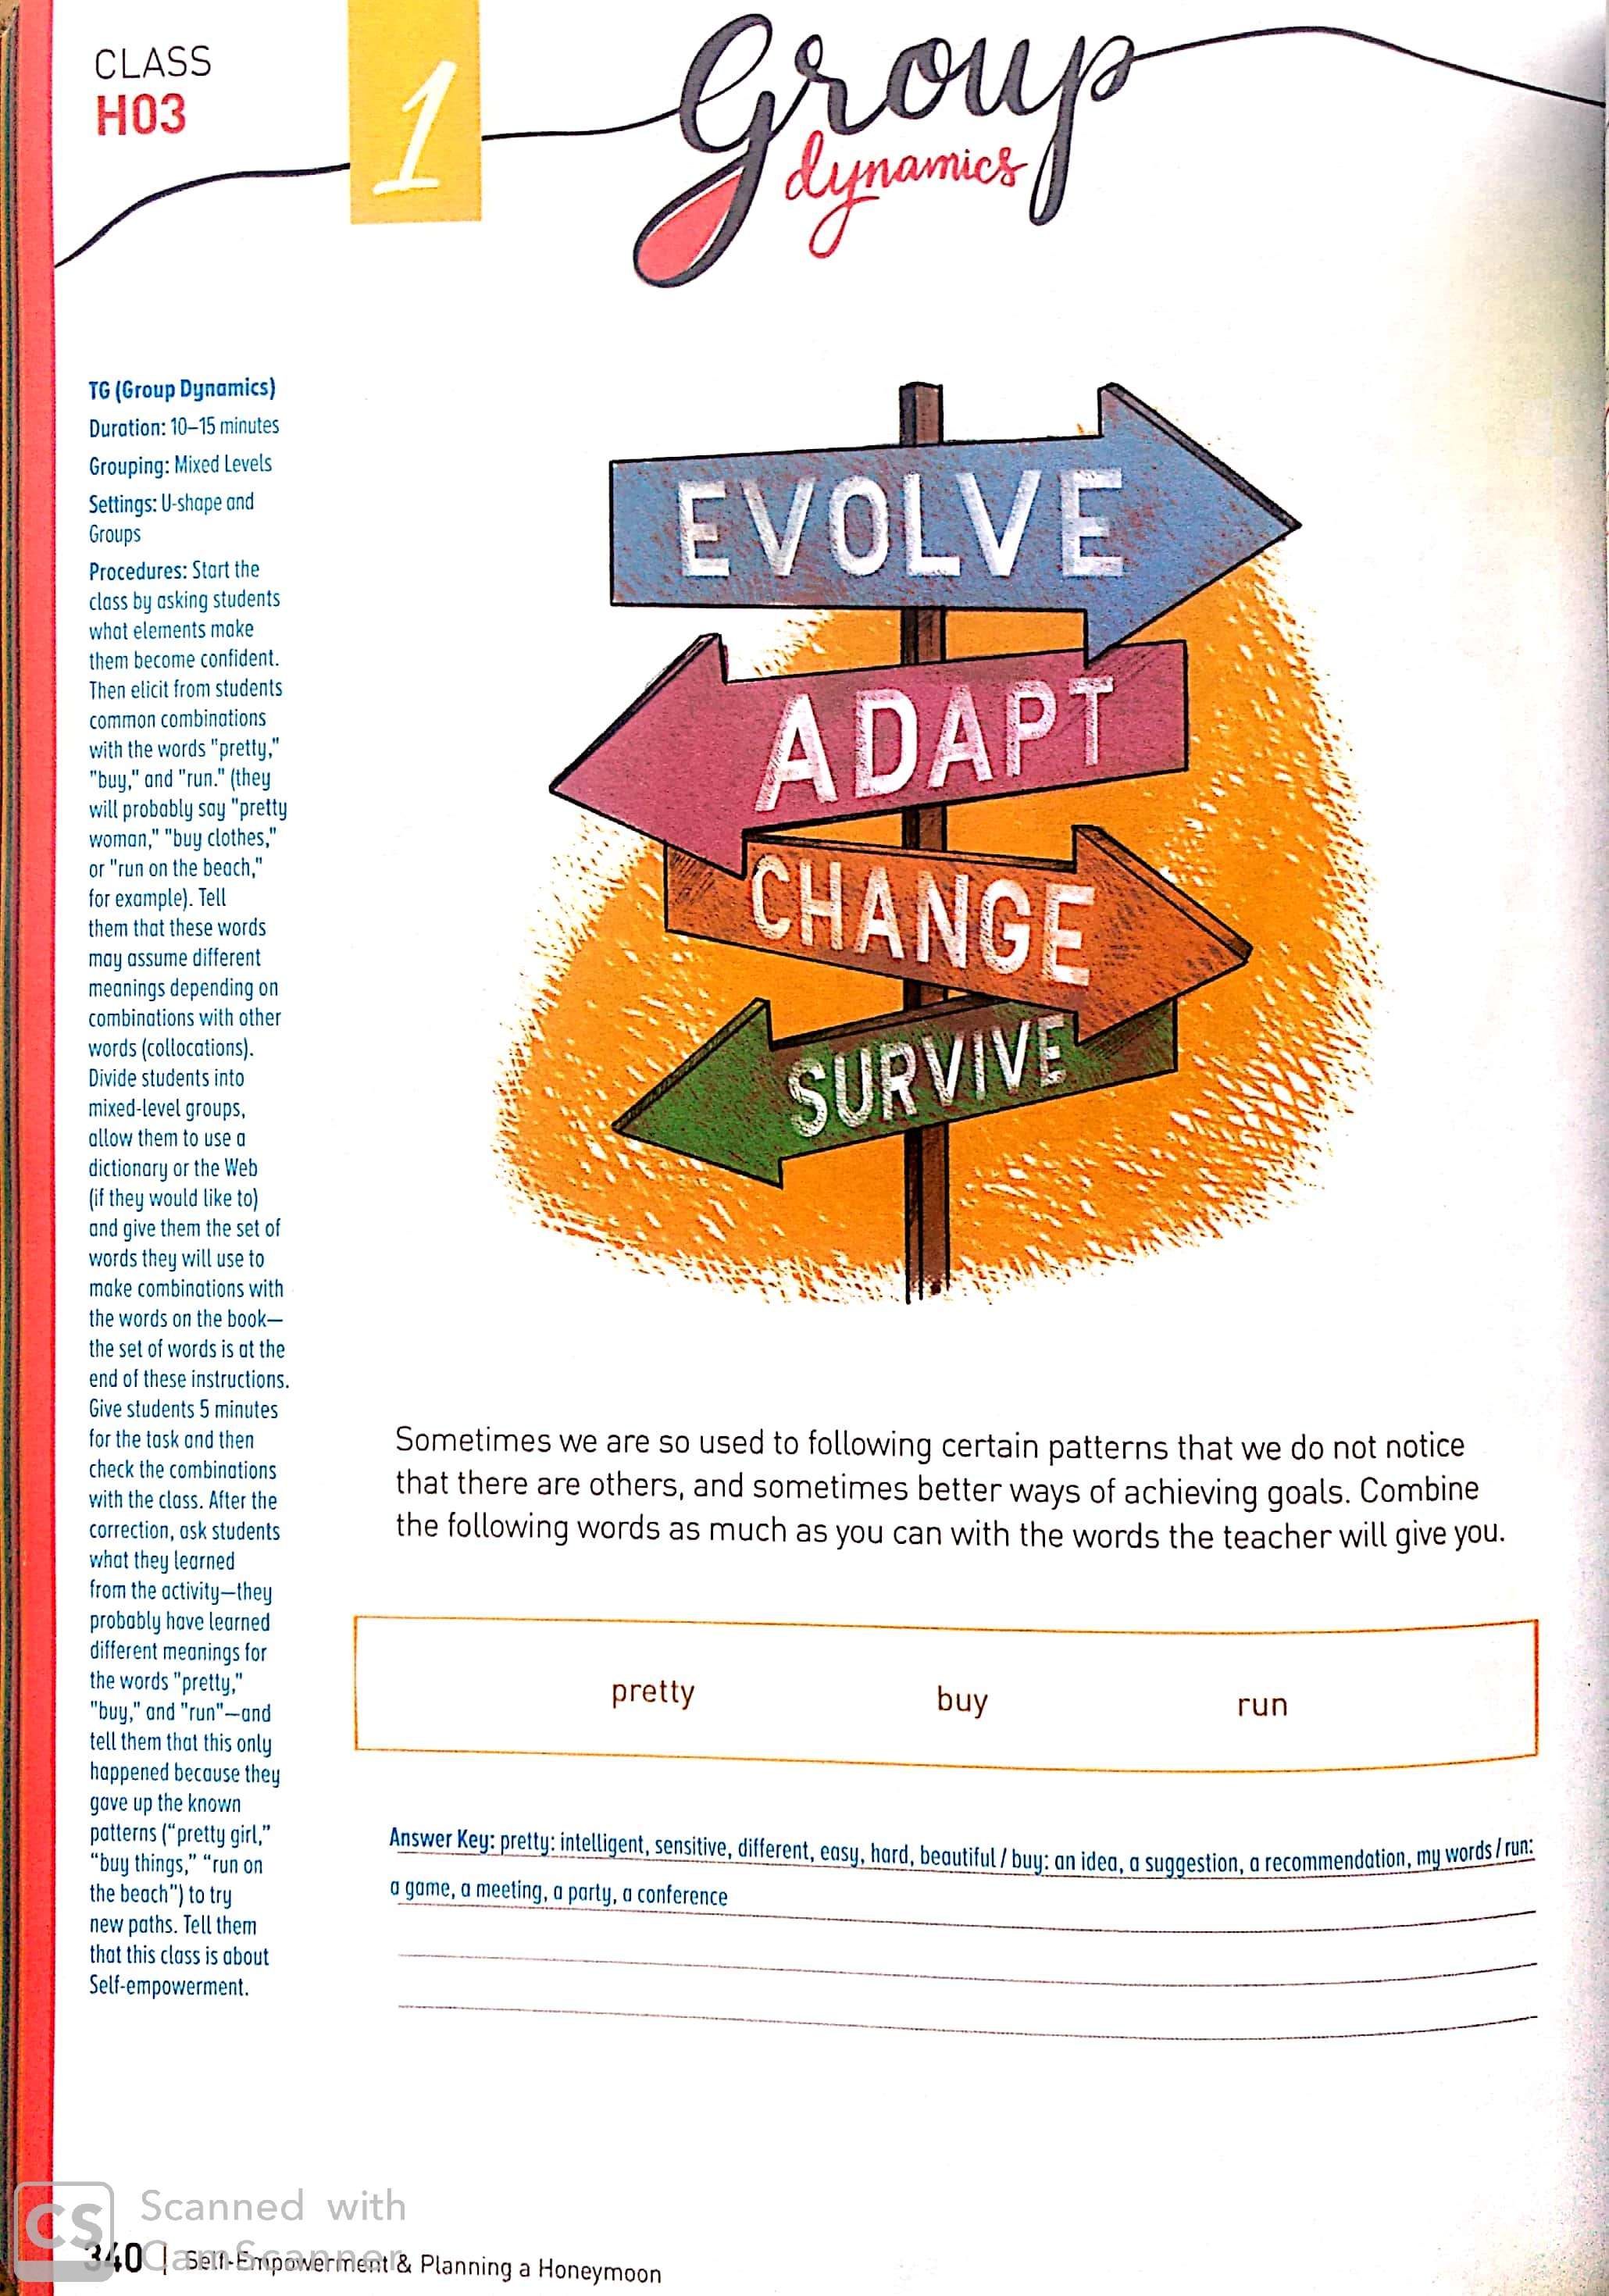 CLASS
H03
1
Group
dynamics
TG (Group Dynamics)
Duration: 10–15 minutes
Grouping: Mixed Levels
Settings: U-shape and
Groups
Procedures: Start the
class by asking students
what elements make
them become confident.
Then elicit from students
common combinations
with the words "pretty,"
"buy," and "run." (they
will probably say "pretty
woman," "buy clothes,"
or "run on the beach,"
for example). Tell
them that these words
may assume different
meanings depending on
combinations with other
words (collocations).
Divide students into
mixed-level groups,
allow them to use a
dictionary or the Web
(if they would like to)
and give them the set of
words they will use to
make combinations with
the words on the book—
the set of words is at the
end of these instructions.
Give students 5 minutes
for the task and then
check the combinations
with the class. After the
correction, ask students
what they learned
from the activity—they
probably have learned
different meanings for
the words "pretty,"
"buy," and "run"—and
tell them that this only
happened because they
gave up the known
patterns ("pretty girl,"
"buy things," "run on
the beach") to try
new paths. Tell them
that this class is about
Self-empowerment.
EVOLVE
ADAPT
CHANGE
SURVIVE
Sometimes we are so used to following certain patterns that we do not notice
that there are others, and sometimes better ways of achieving goals. Combine
the following words as much as you can with the words the teacher will give you.
pretty buy run
Answer Key: pretty: intelligent, sensitive, different, easy, hard, beautiful / buy: an idea, a suggestion, a recommendation, my words / run:
a game, a meeting, a party, a conference
CS Scanned with
CamScanner
340 | Self-Empowerment & Planning a Honeymoon